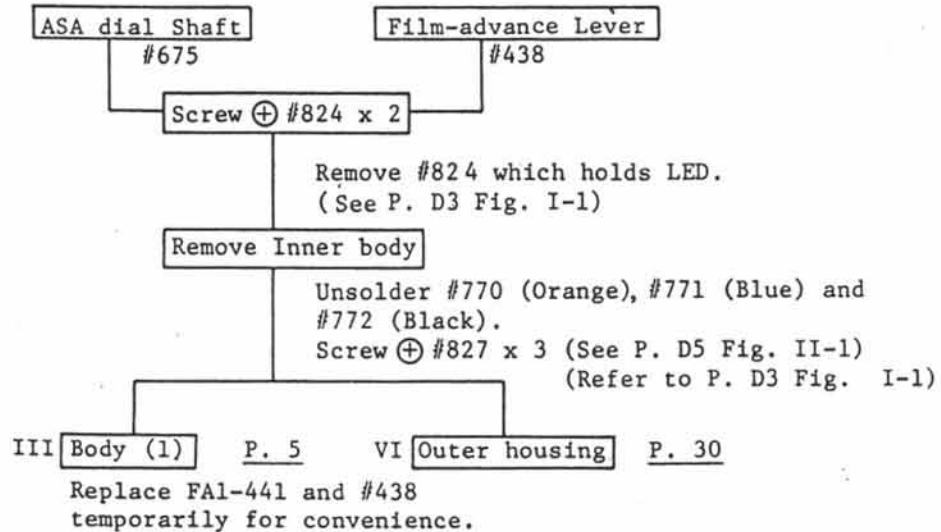 ASA dial Shaft Film-advance Lever
#675 #438
Screw ⊕ #824 x 2
Remove #824 which holds LED.
(See P. D3 Fig. I-1)
Remove Inner body
Unsolder #770 (Orange), #771 (Blue) and
#772 (Black).
Screw ⊕ #827 x 3 (See P. D5 Fig. II-1)
(Refer to P. D3 Fig. I-1)
III Body (1) P. 5 VI Outer housing P. 30
Replace FA1-441 and #438
temporarily for convenience.